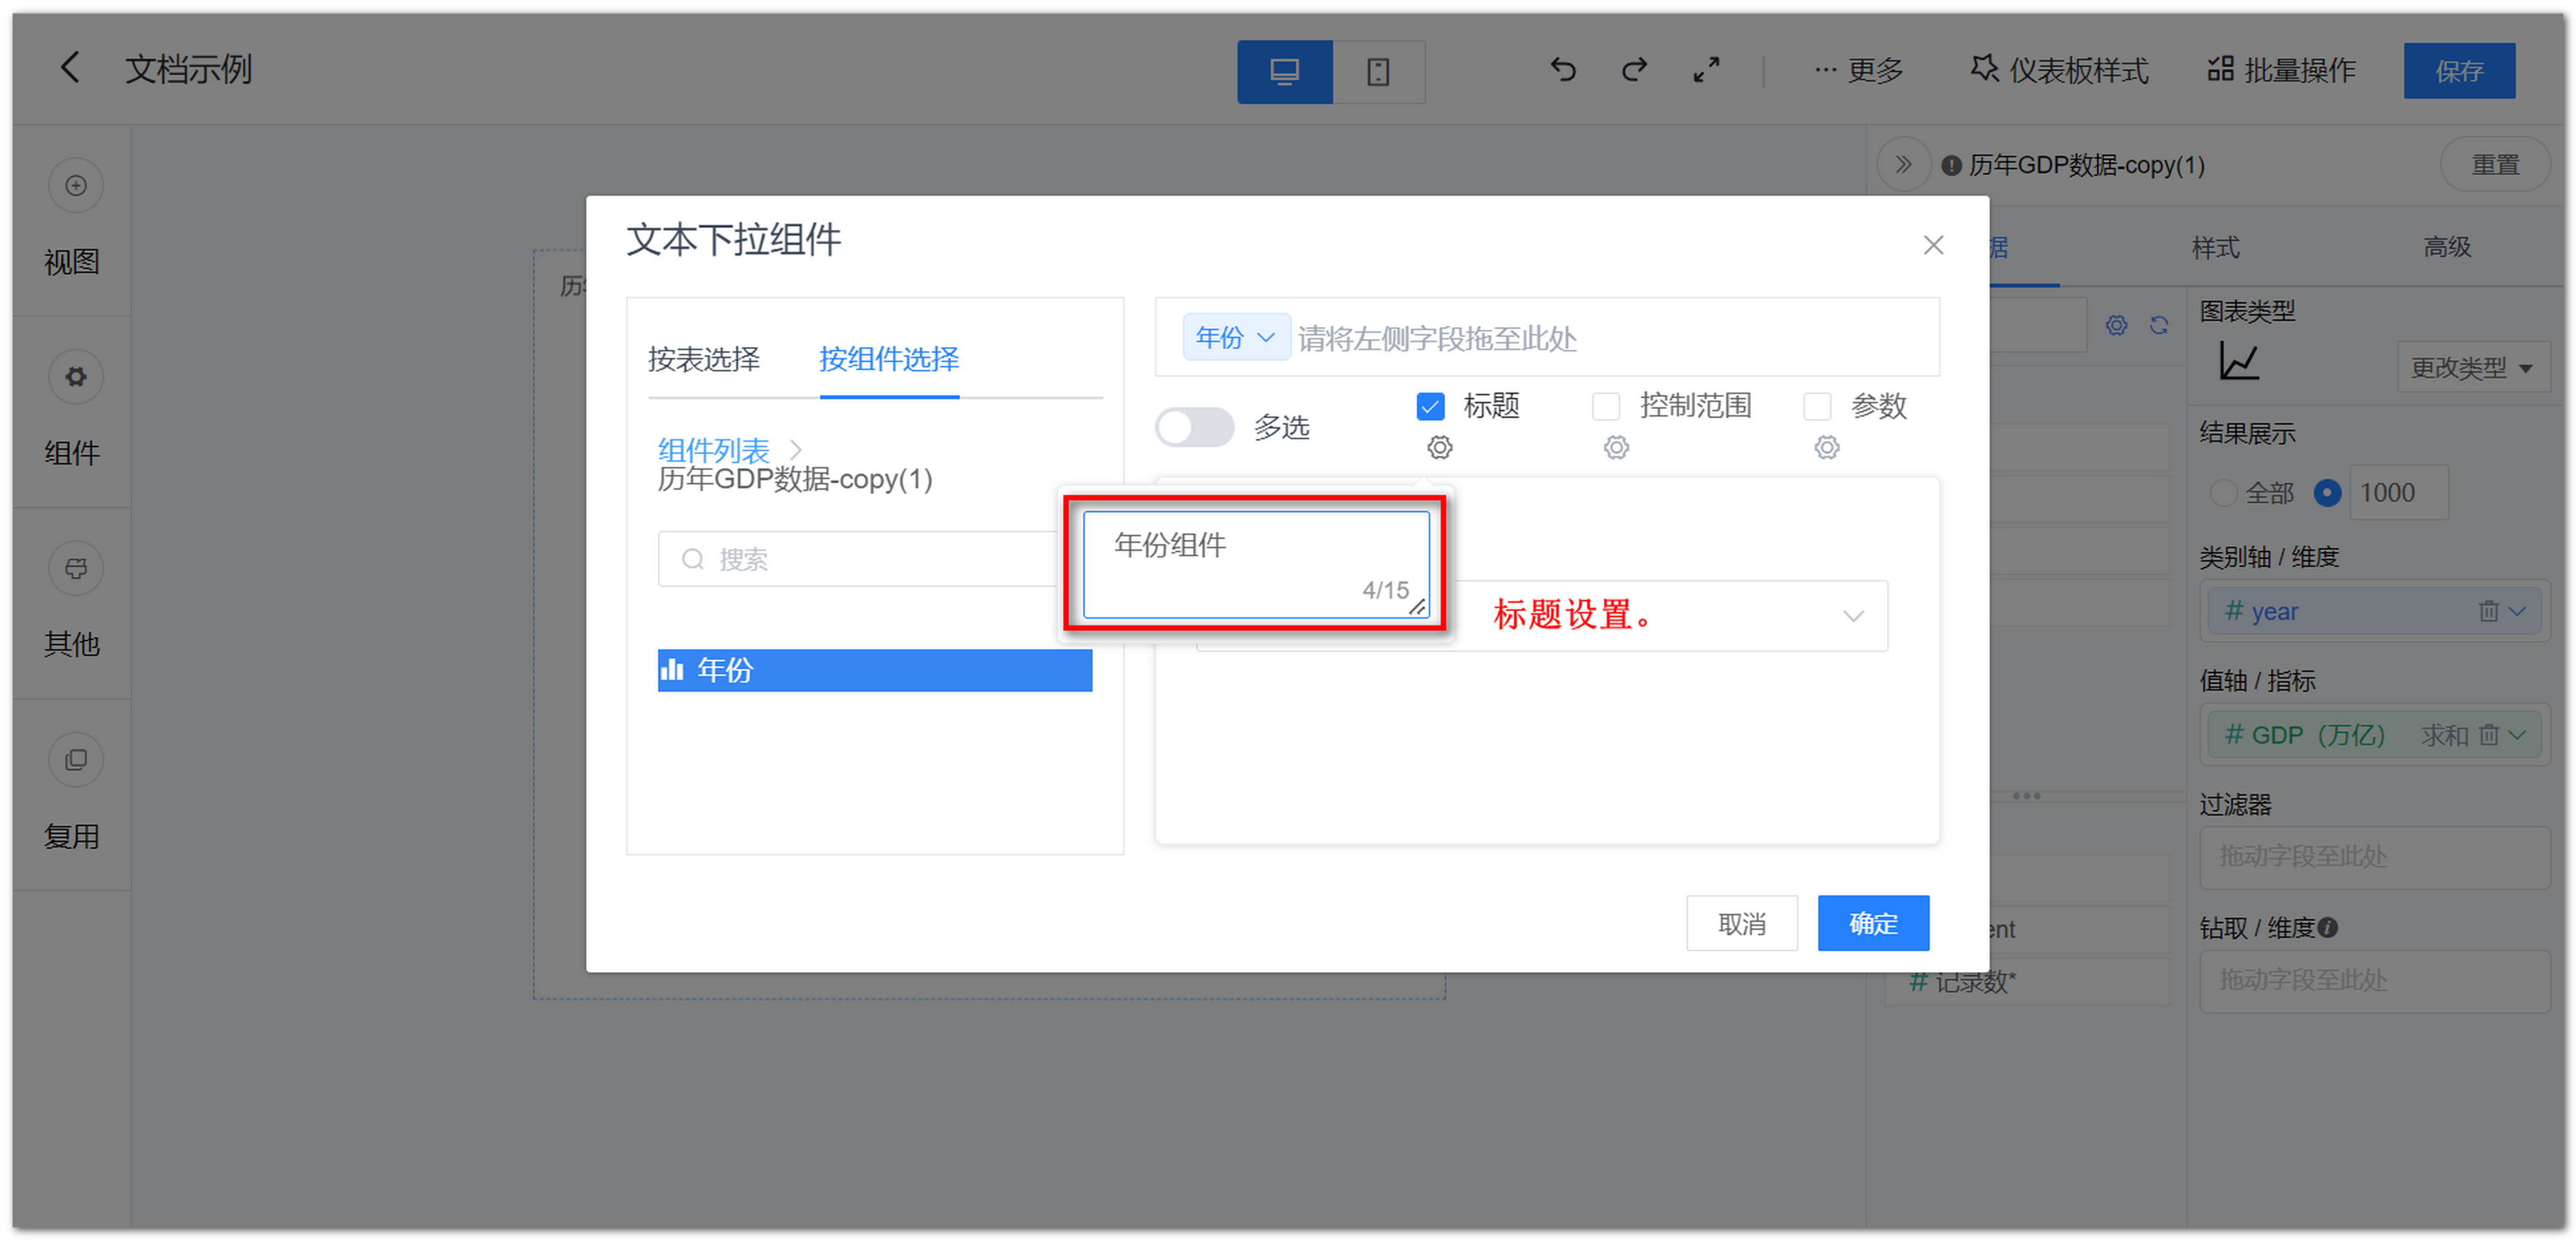 文档示例
更多
仪表板样式
批量操作
保存
视图
组件
其他
复用
历年GDP数据-copy(1)
重置
据
样式
高级
图表类型
更改类型
结果展示
全部
1000
类别轴 / 维度
# year
值轴 / 指标
# GDP（万亿） 求和
过滤器
拖动字段至此处
钻取 / 维度
拖动字段至此处
ent
# 记录数*
文本下拉组件
按表选择
按组件选择
组件列表
历年GDP数据-copy(1)
搜索
年份
年份 请将左侧字段拖至此处
多选
标题
控制范围
参数
年份组件
4/15
标题设置。
取消
确定